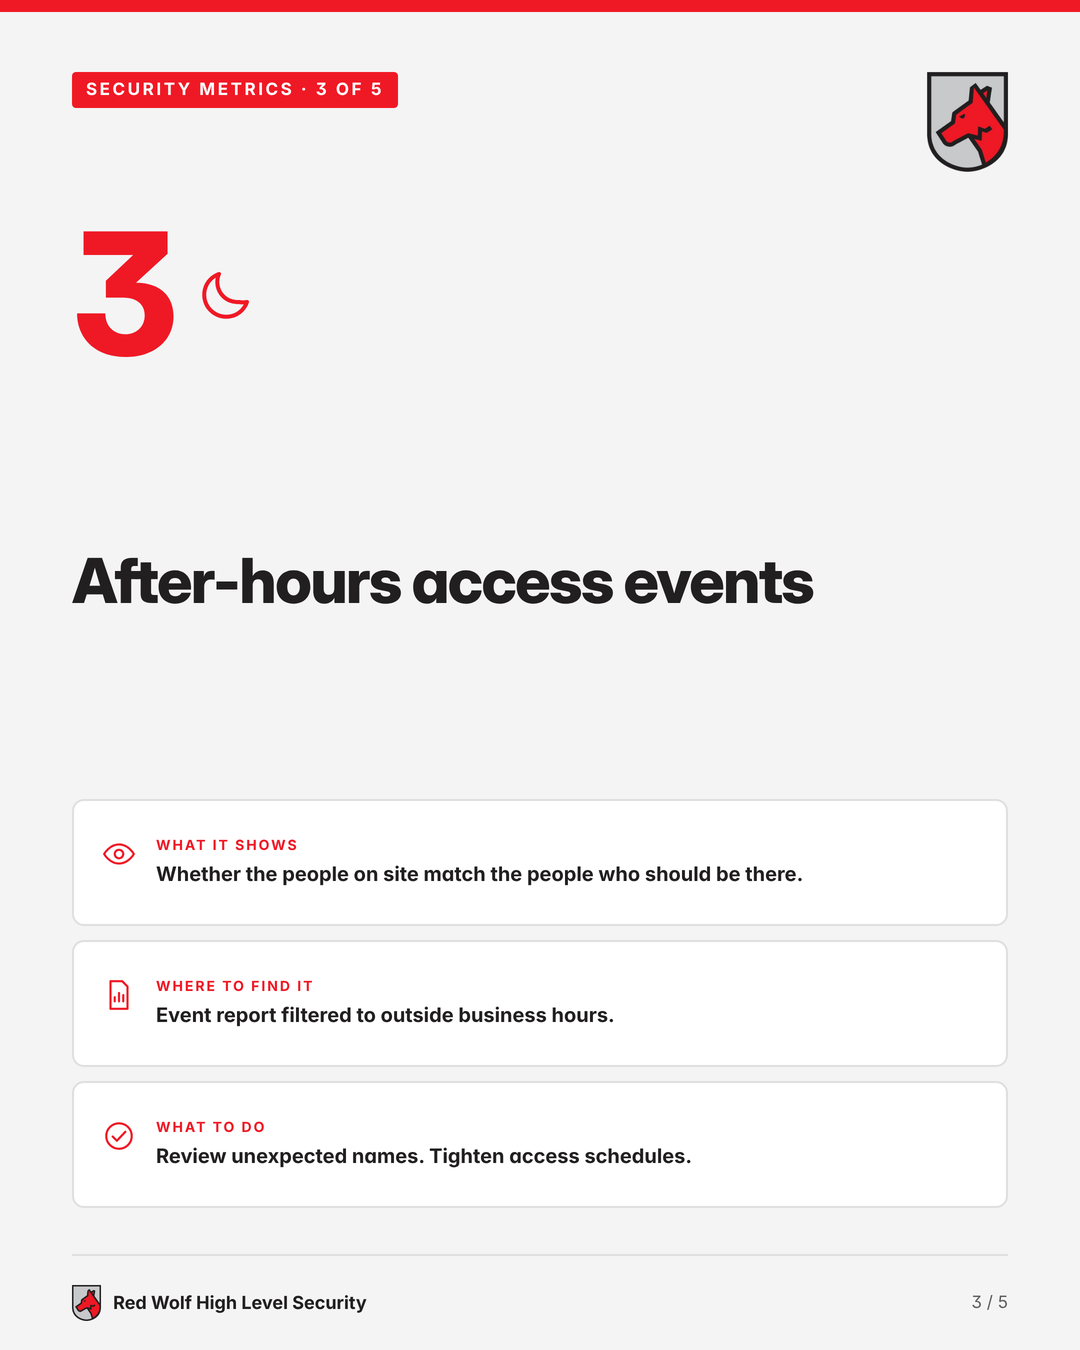 SECURITY METRICS · 3 OF 5
3
After-hours access events
WHAT IT SHOWS
Whether the people on site match the people who should be there.
WHERE TO FIND IT
Event report filtered to outside business hours.
WHAT TO DO
Review unexpected names. Tighten access schedules.
Red Wolf High Level Security
3 / 5